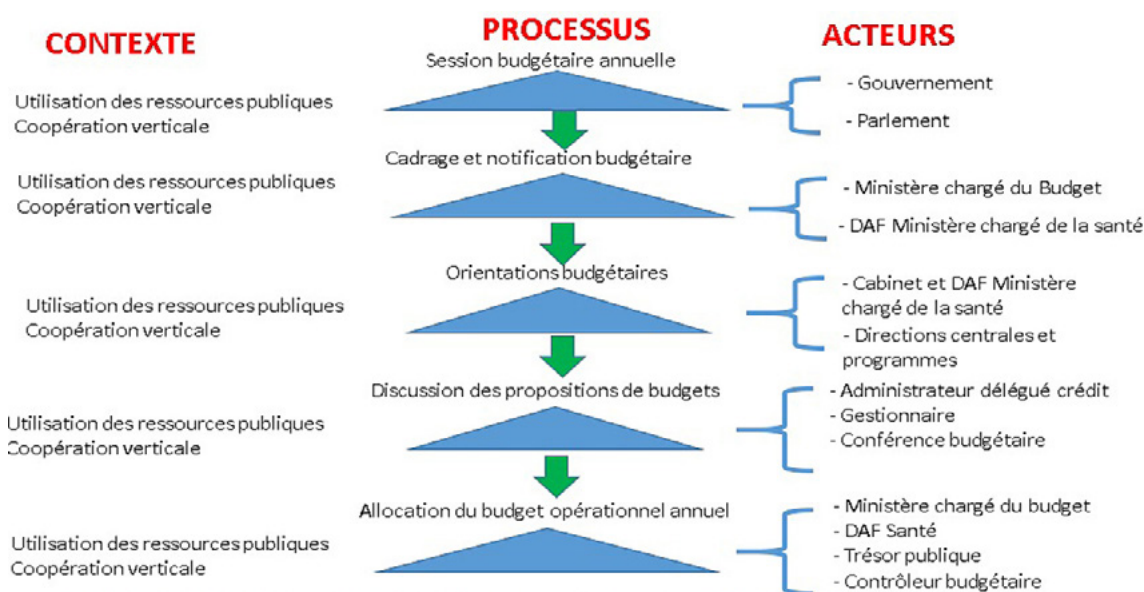 CONTEXTE
PROCESSUS
ACTEURS
Session budgétaire annuelle
Utilisation des ressources publiques
Coopération verticale
- Gouvernement
- Parlement
Cadrage et notification budgétaire
Utilisation des ressources publiques
Coopération verticale
- Ministère chargé du Budget
- DAF Ministère chargé de la santé
Orientations budgétaires
Utilisation des ressources publiques
Coopération verticale
- Cabinet et DAF Ministère
chargé de la santé
- Directions centrales et
programmes
Discussion des propositions de budgets
Utilisation des ressources publiques
Coopération verticale
- Administrateur délégué crédit
- Gestionnaire
- Conférence budgétaire
Allocation du budget opérationnel annuel
Utilisation des ressources publiques
Coopération verticale
- Ministère chargé du budget
- DAF Santé
- Trésor publique
- Contrôleur budgétaire